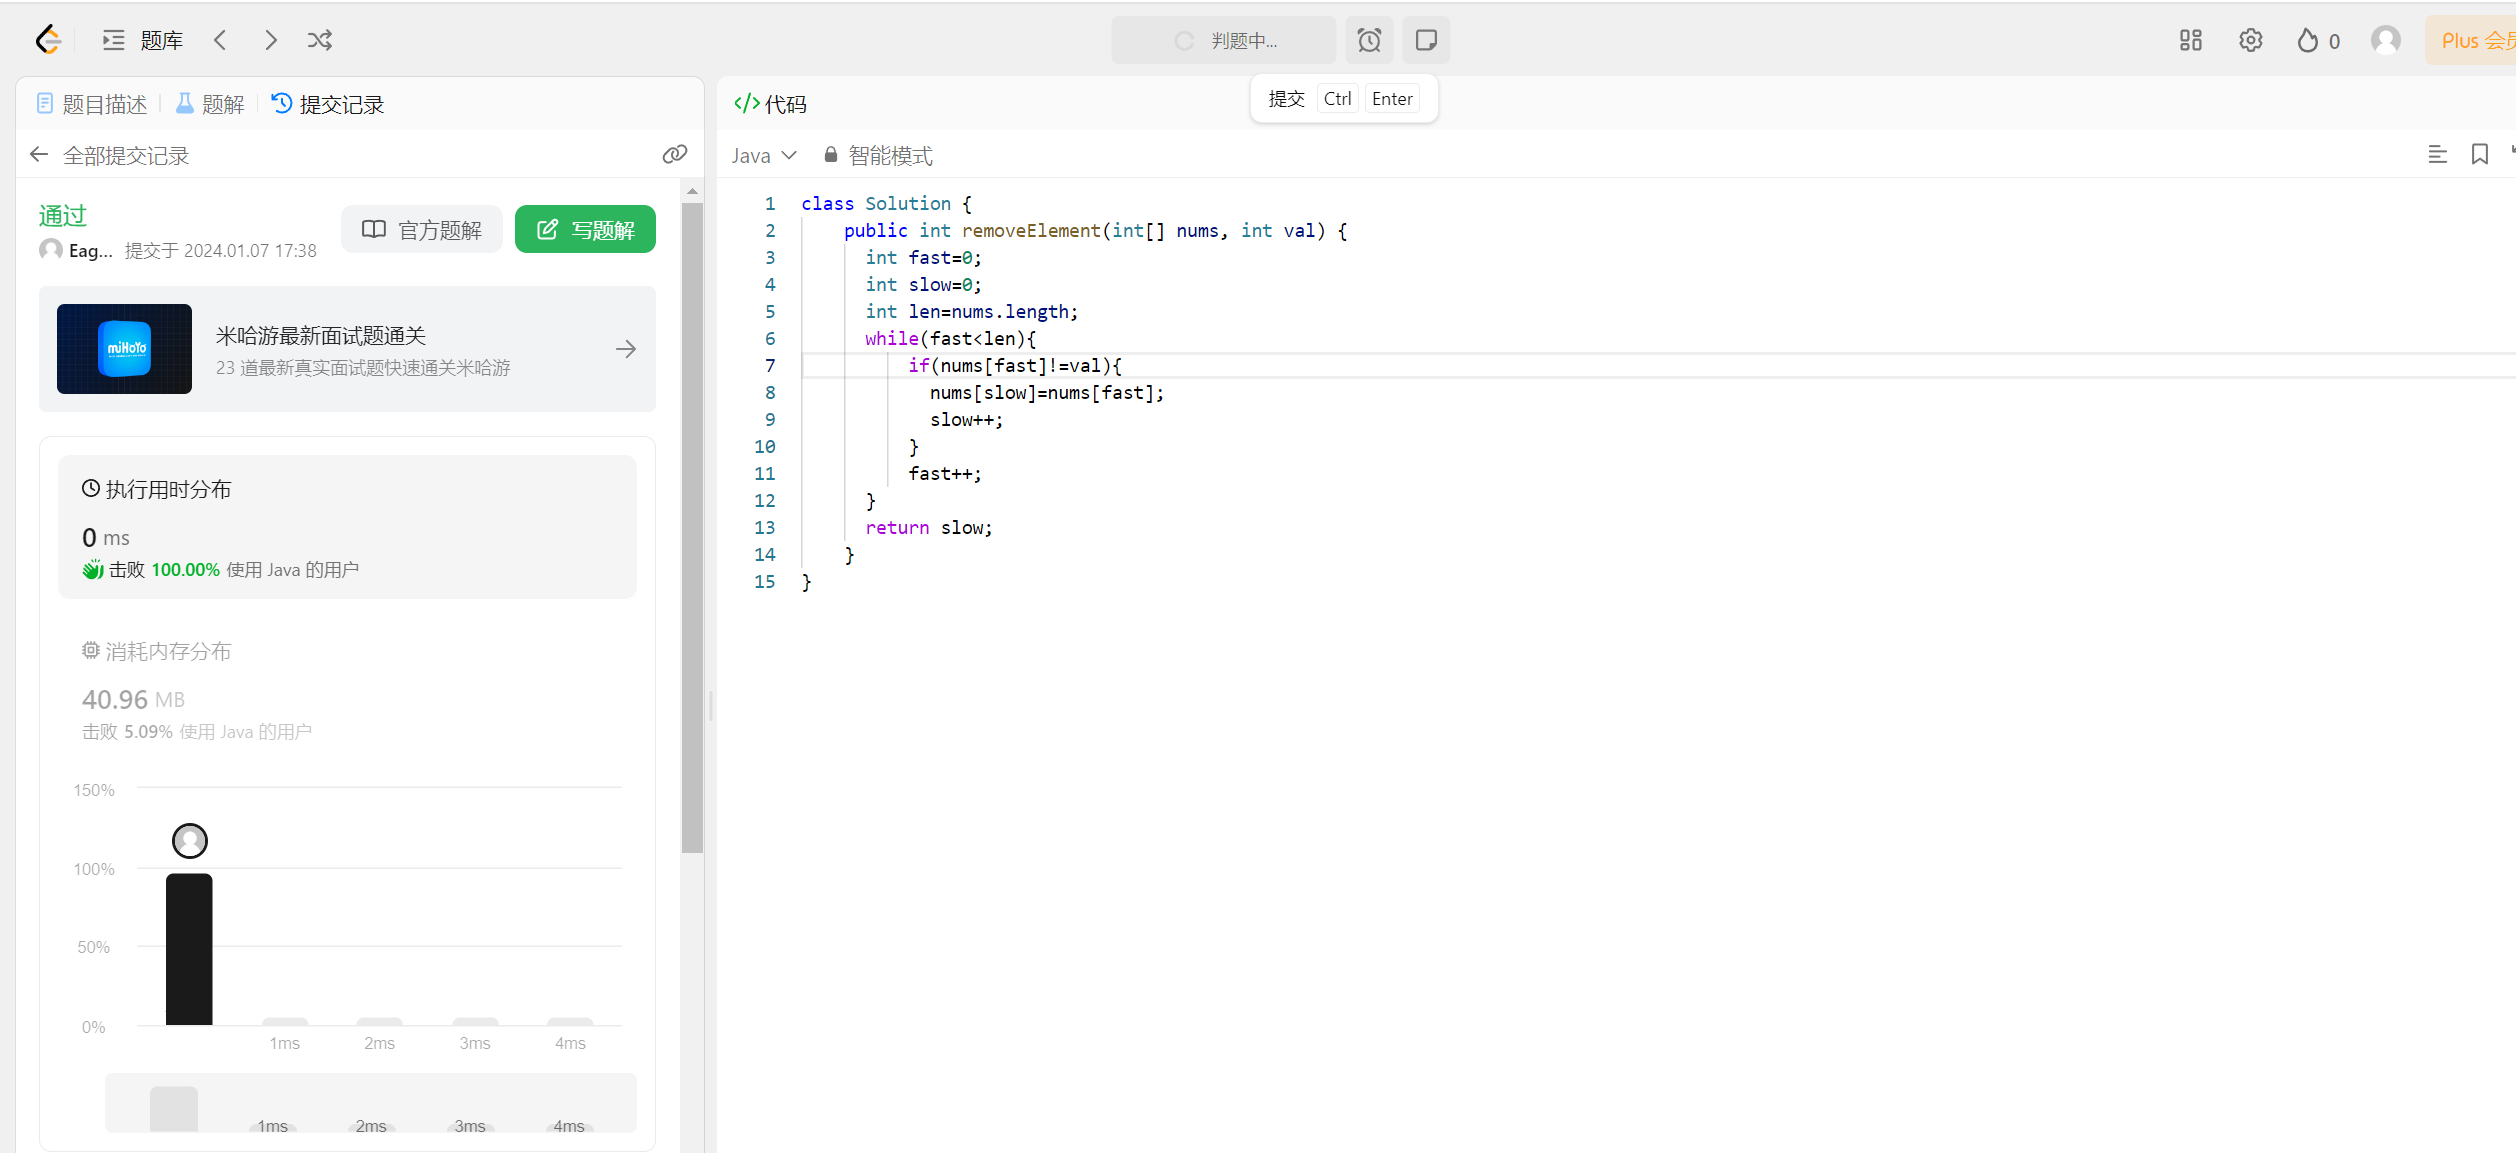 题库
判题中...
0
Plus 会员
提交 Ctrl Enter
题目描述 题解 提交记录
全部提交记录
通过
Eag... 提交于 2024.01.07 17:38
官方题解
写题解
miHoYo
米哈游最新面试题通关
23 道最新真实面试题快速通关米哈游
执行用时分布
0 ms
击败 100.00% 使用 Java 的用户
消耗内存分布
40.96 MB
击败 5.09% 使用 Java 的用户
150%
100%
50%
0%
1ms 2ms 3ms 4ms
1ms 2ms 3ms 4ms
</> 代码
Java 智能模式
1 class Solution {
2 public int removeElement(int[] nums, int val) {
3 int fast=0;
4 int slow=0;
5 int len=nums.length;
6 while(fast<len){
7 if(nums[fast]!=val){
8 nums[slow]=nums[fast];
9 slow++;
10 }
11 fast++;
12 }
13 return slow;
14 }
15 }